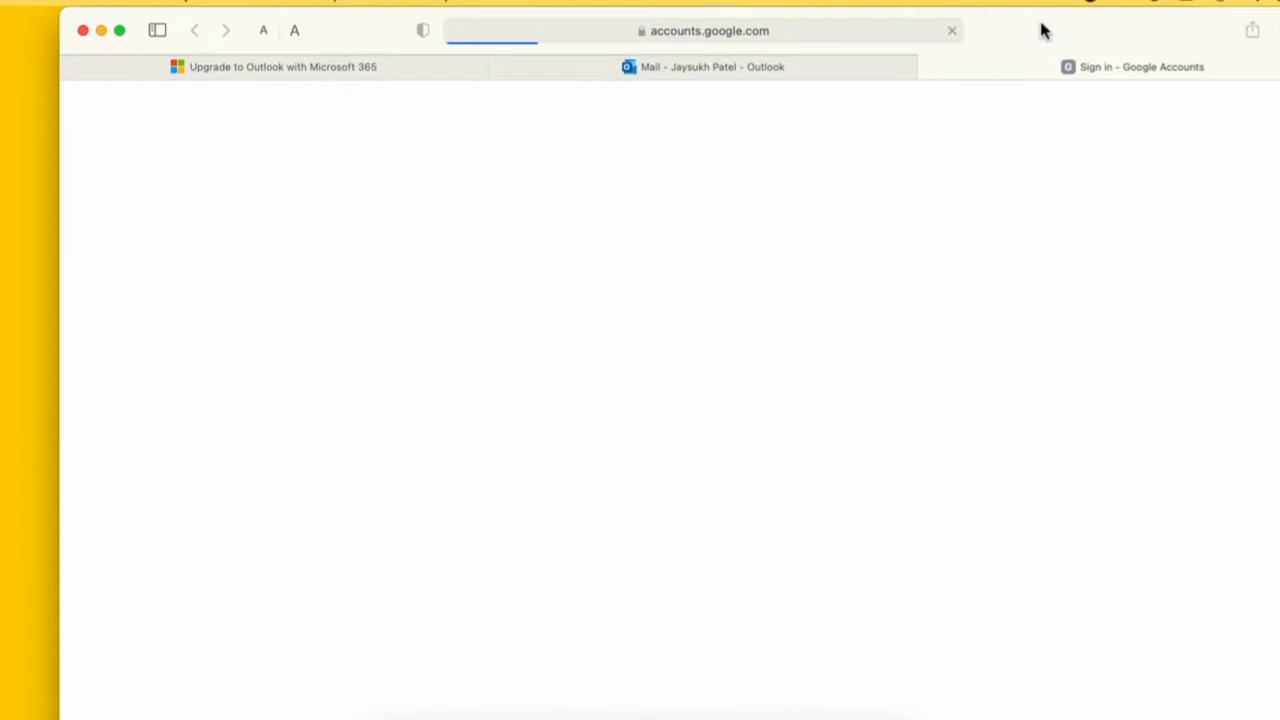 A A
accounts.google.com
Upgrade to Outlook with Microsoft 365
Mail - Jaysukh Patel - Outlook
G Sign in - Google Accounts